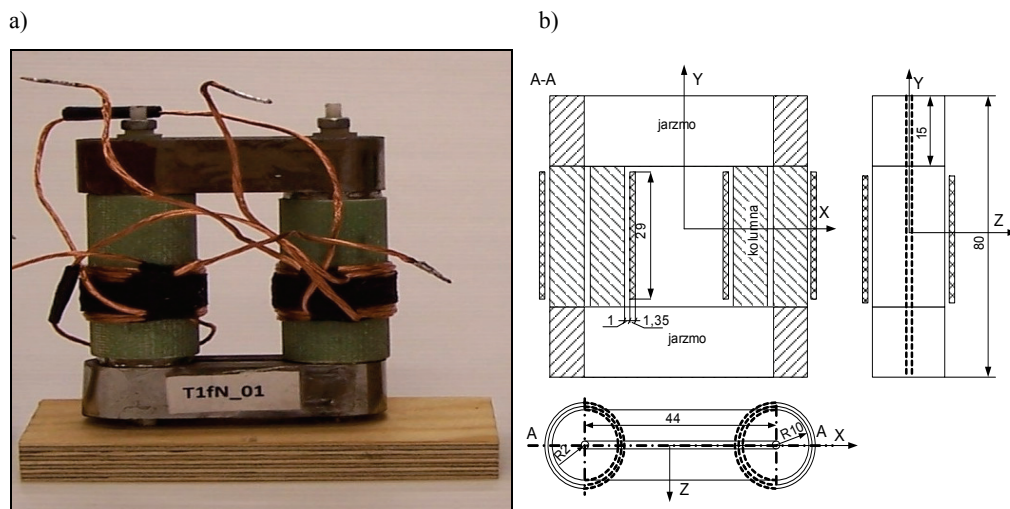 a)
b)
T1fN_01
A-A
Y
jarzmo
X
kolumna
29
1
1,35
jarzmo
Y
15
Z
80
44
A
A
X
R2
R10
Z